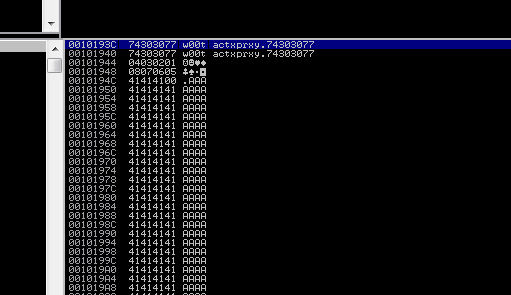 0010193C 74303077 w00t actxprxy.74303077
00101940 74303077 w00t actxprxy.74303077
00101944 04030201 ☺☻♥♦
00101948 08070605 ♣♠•◘
0010194C 41414100 .AAA
00101950 41414141 AAAA
00101954 41414141 AAAA
00101958 41414141 AAAA
0010195C 41414141 AAAA
00101960 41414141 AAAA
00101964 41414141 AAAA
00101968 41414141 AAAA
0010196C 41414141 AAAA
00101970 41414141 AAAA
00101974 41414141 AAAA
00101978 41414141 AAAA
0010197C 41414141 AAAA
00101980 41414141 AAAA
00101984 41414141 AAAA
00101988 41414141 AAAA
0010198C 41414141 AAAA
00101990 41414141 AAAA
00101994 41414141 AAAA
00101998 41414141 AAAA
0010199C 41414141 AAAA
001019A0 41414141 AAAA
001019A4 41414141 AAAA
001019A8 41414141 AAAA